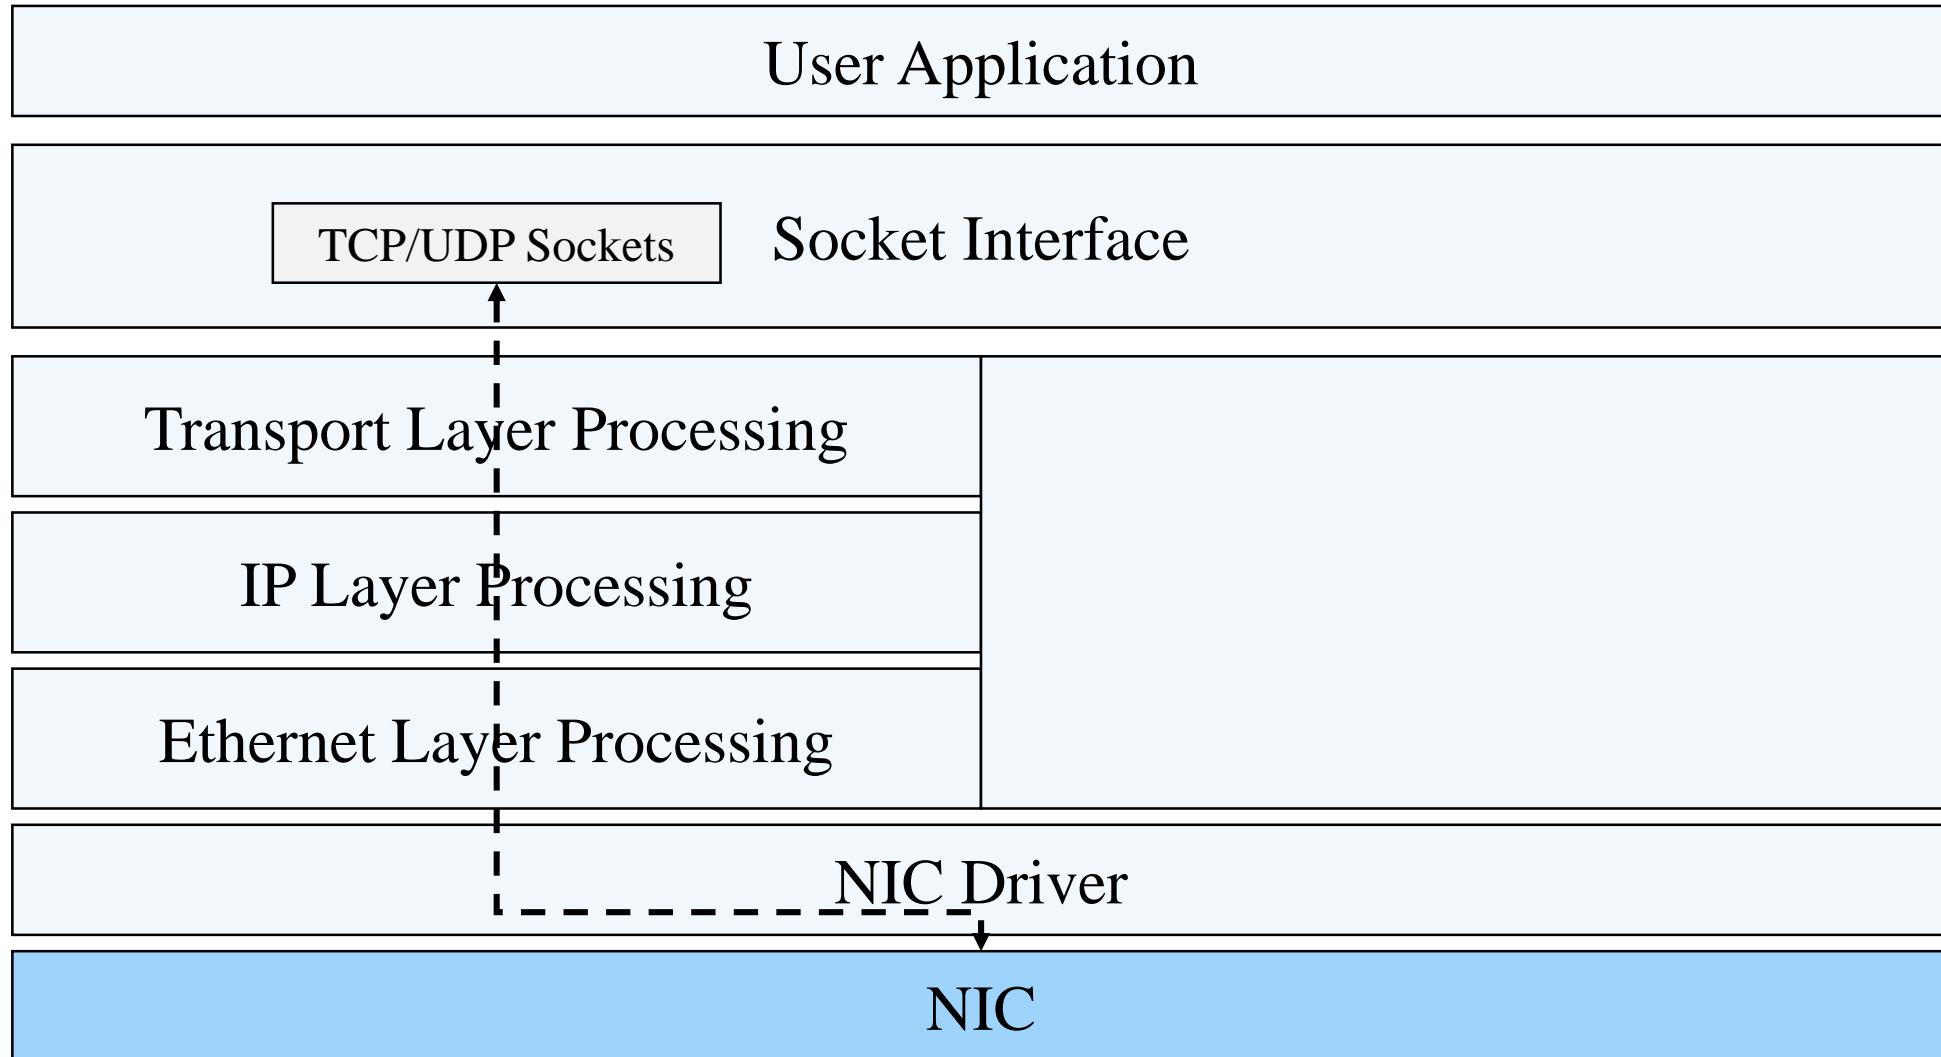 User Application
TCP/UDP Sockets
Socket Interface
Transport Layer Processing
IP Layer Processing
Ethernet Layer Processing
NIC Driver
NIC